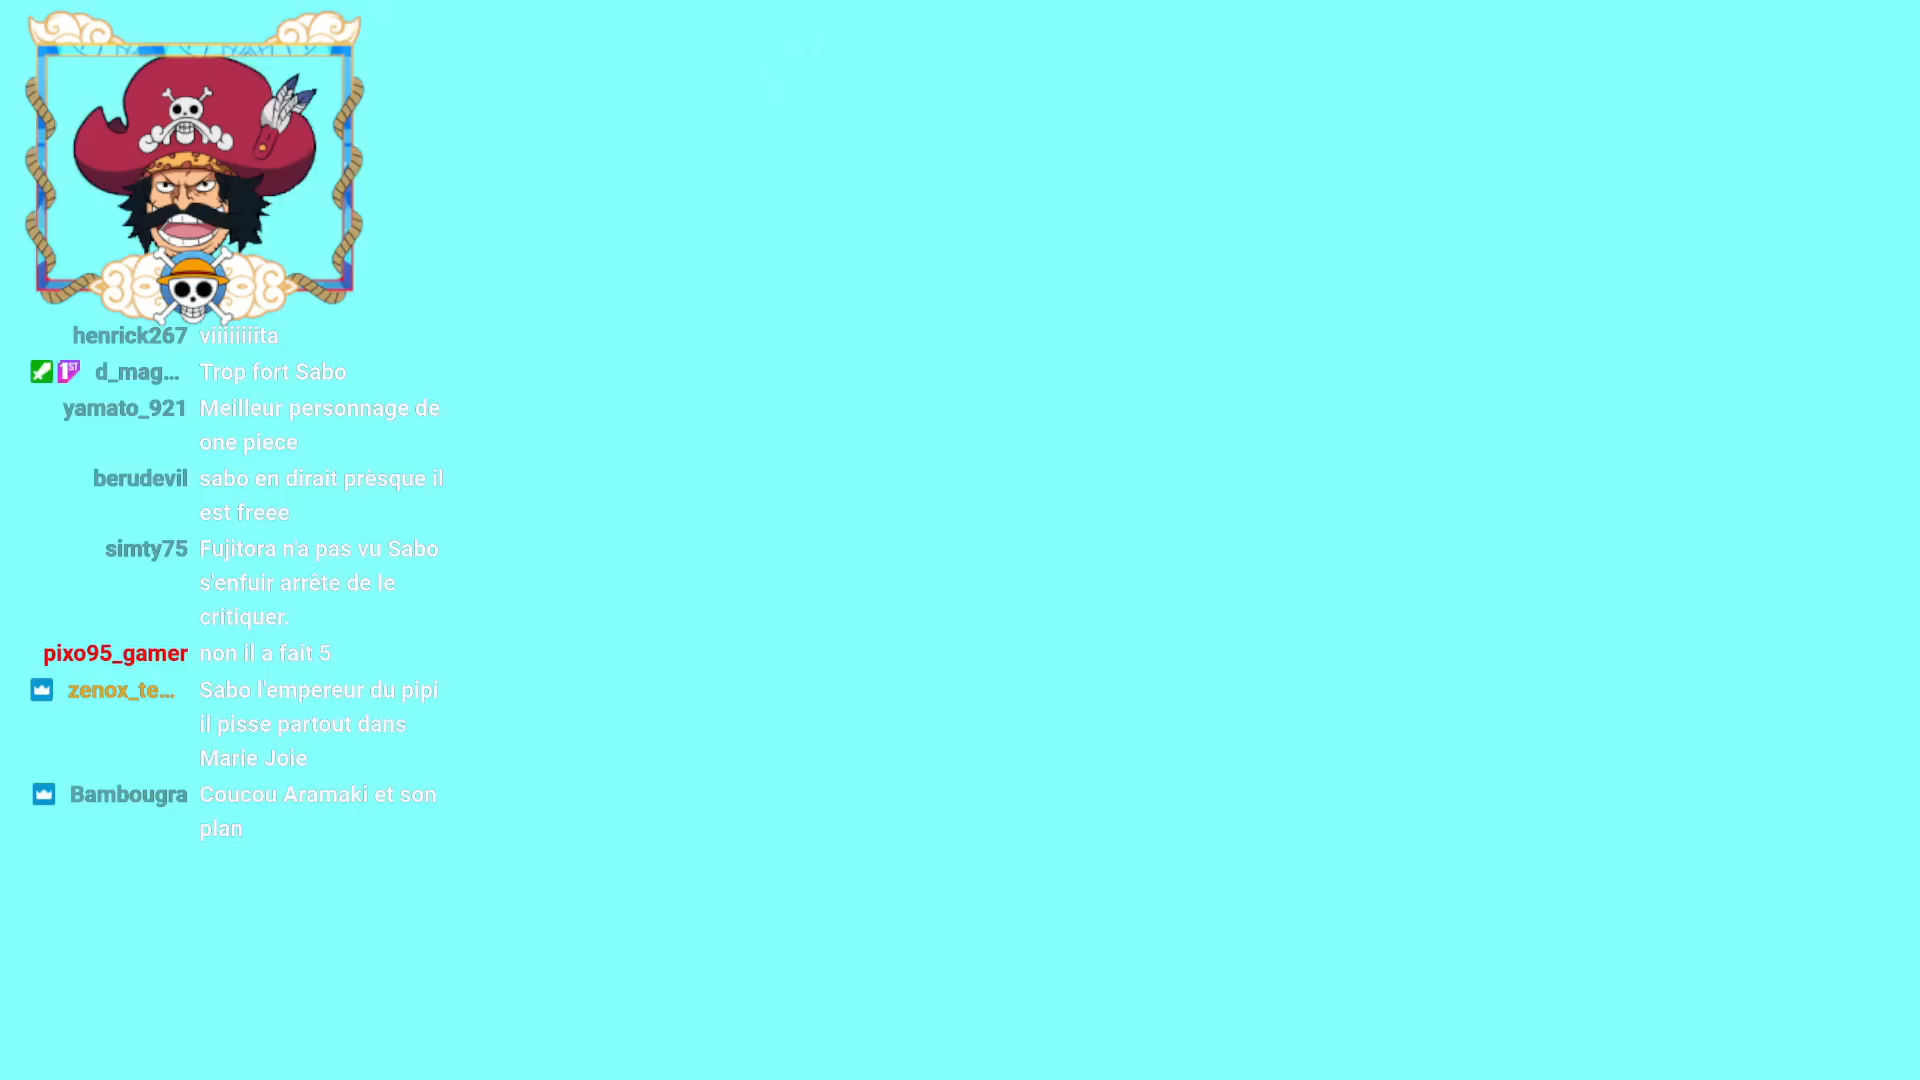 henrick267 viiiiiiiita
1ST d_mag... Trop fort Sabo
yamato_921 Meilleur personnage de
one piece
berudevil sabo en dirait prèsque il
est freee
simty75 Fujitora n'a pas vu Sabo
s'enfuir arrête de le
critiquer.
pixo95_gamer non il a fait 5
zenox_te... Sabo l'empereur du pipi
il pisse partout dans
Marie Joie
Bambougra Coucou Aramaki et son
plan